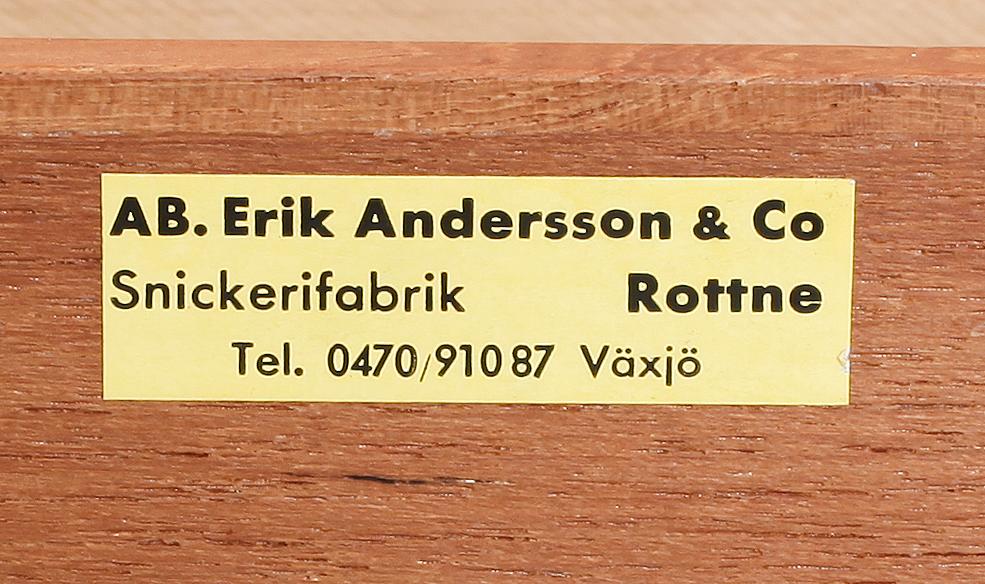 AB. Erik Andersson & Co
Snickerifabrik Rottne
Tel. 0470/910 87 Växjö